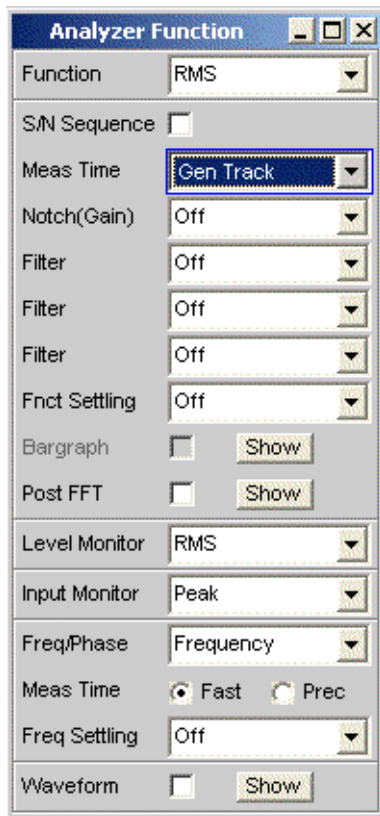 Analyzer Function
Function RMS
S/N Sequence
Meas Time Gen Track
Notch(Gain) Off
Filter Off
Filter Off
Filter Off
Fnct Settling Off
Bargraph Show
Post FFT Show
Level Monitor RMS
Input Monitor Peak
Freq/Phase Frequency
Meas Time Fast Prec
Freq Settling Off
Waveform Show